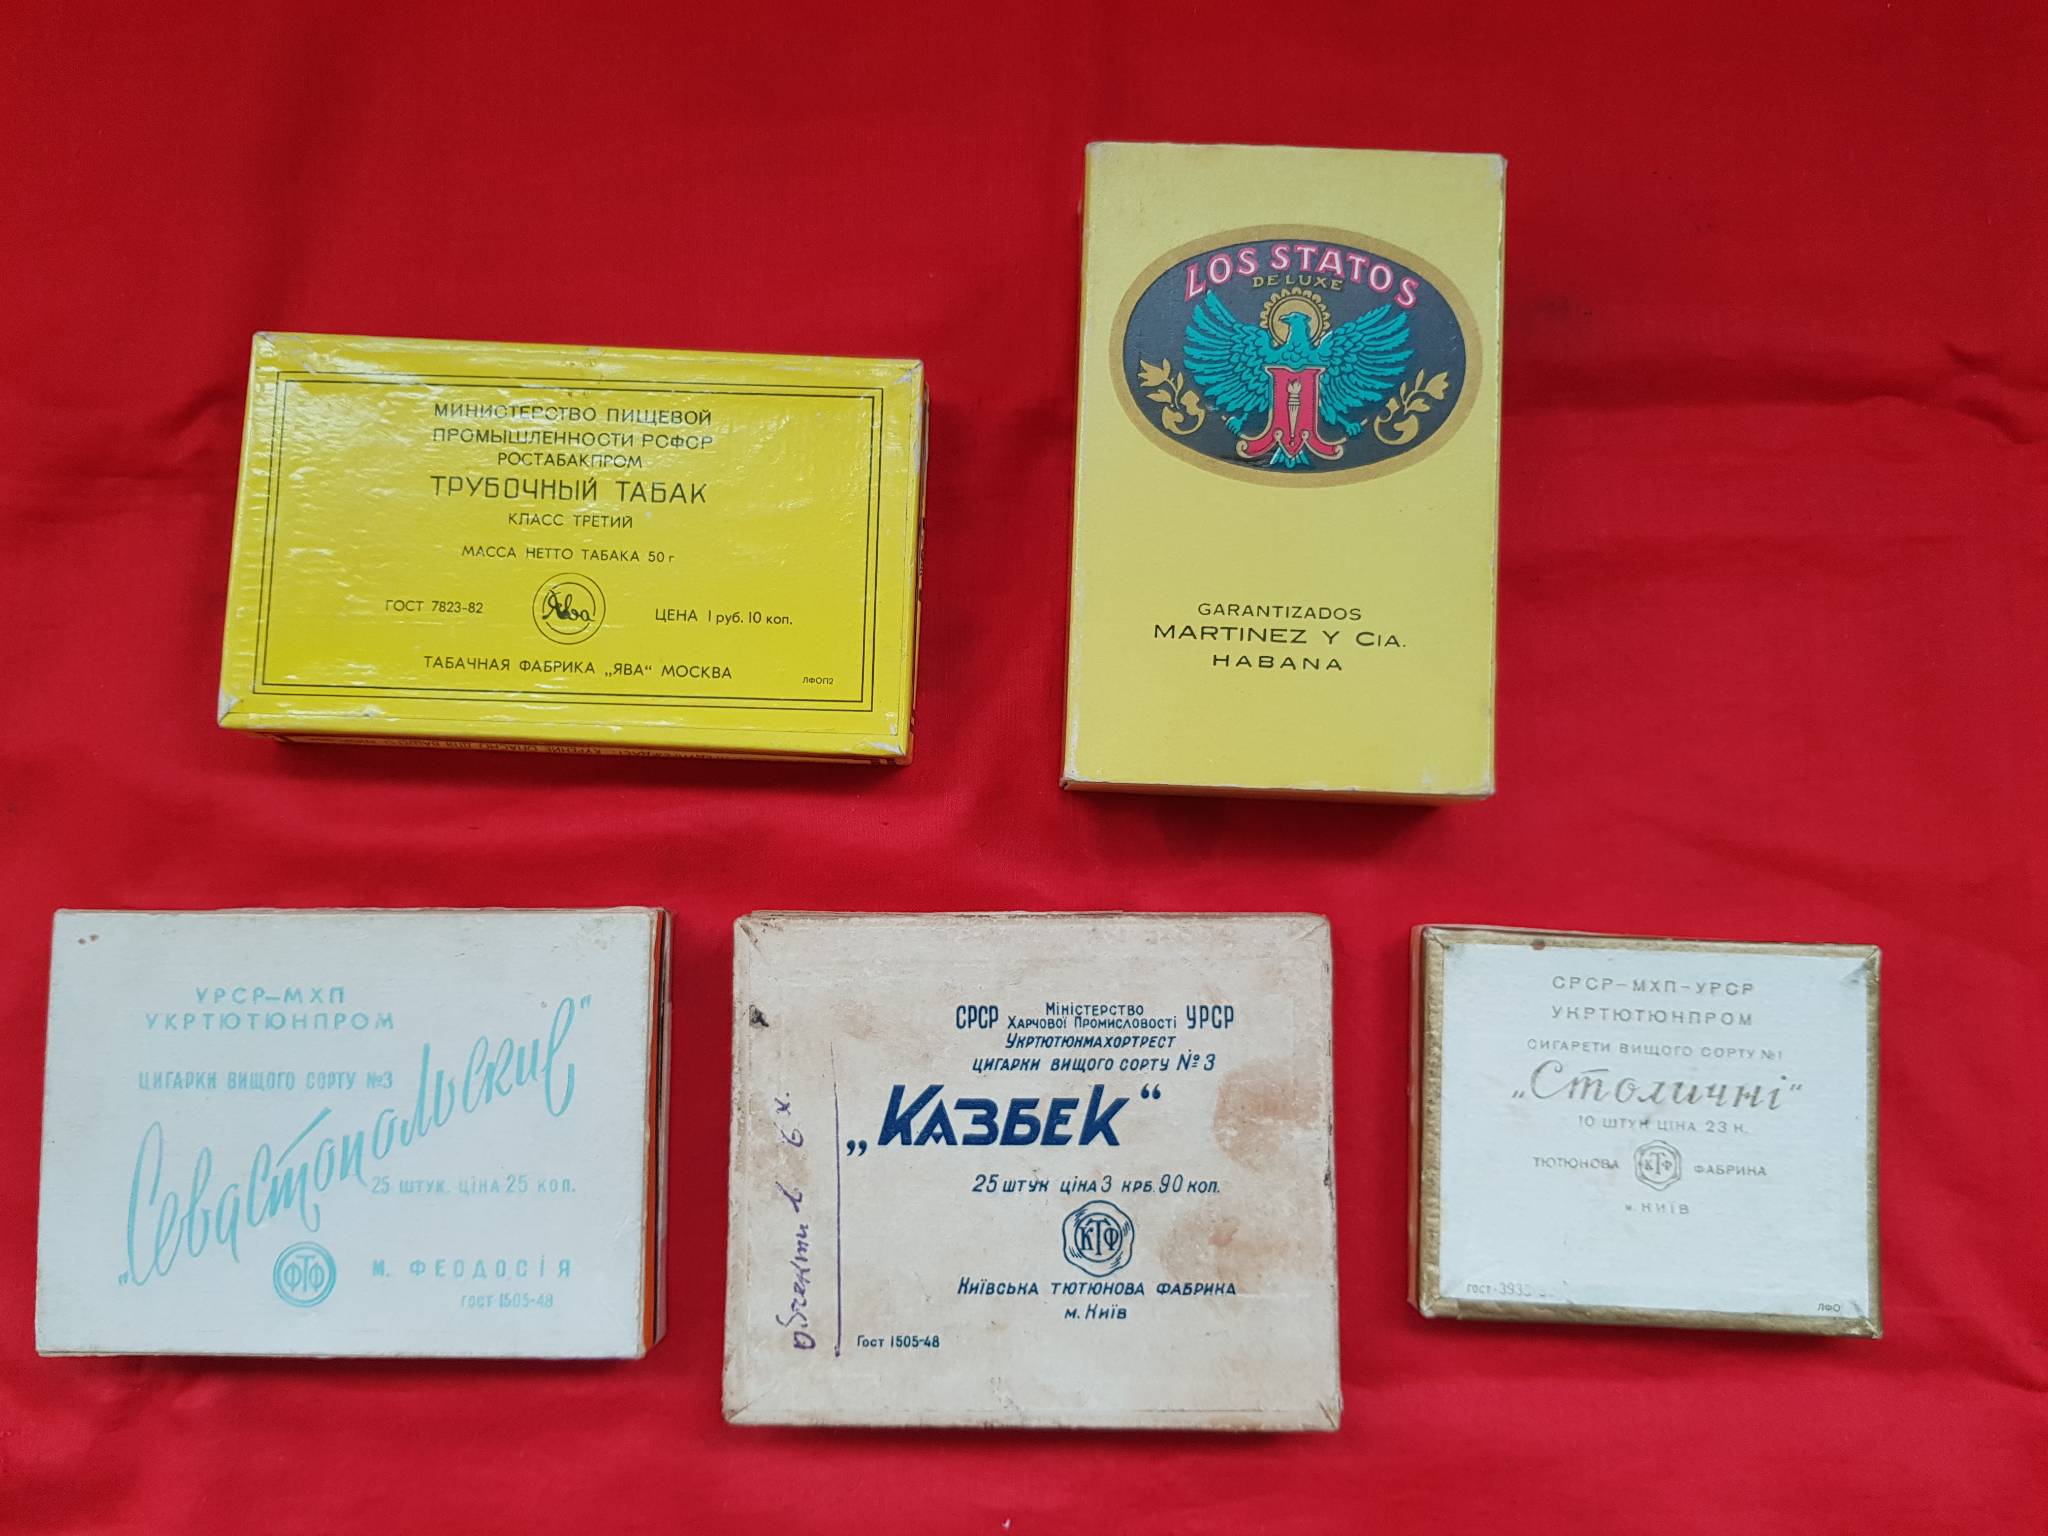 МИНИСТЕРСТВО ПИЩЕВОЙ
ПРОМЫШЛЕННОСТИ РСФСР
РОСТАБАКПРОМ
ТРУБОЧНЫЙ ТАБАК
КЛАСС ТРЕТИЙ
МАССА НЕТТО ТАБАКА 50 г
ГОСТ 7823-82
Ява
ЦЕНА 1 руб. 10 коп.
ТАБАЧНАЯ ФАБРИКА „ЯВА“ МОСКВА
ЛФОП2
LOS STATOS
DE LUXE
GARANTIZADOS
MARTINEZ Y CIA.
HABANA
УРСР-МХП
УКРТЮТЮНПРОМ
ЦИГАРКИ ВИЩОГО СОРТУ №3
„Севастопольскиє"
25 ШТУК. ЦІНА 25 КОП.
ФТФ
М. ФЕОДОСІЯ
ГОСТ 1505-48
СРСР Міністерство Харчової Промисловості УРСР
Укртютюнмахортрест
ЦИГАРКИ ВИЩОГО СОРТУ №3
„КАЗБЕК“
25 ШТУК ЦІНА 3 КРБ. 90 КОП.
КТФ
Київська ТЮТЮНОВА ФАБРИКА
м. Київ
Гост 1505-48
СРСР-МХП-УРСР
УКРТЮТЮНПРОМ
СИГАРЕТИ ВИЩОГО СОРТУ №1
„Столичні“
10 ШТУК ЦІНА 23 К.
ТЮТЮНОВА КТФ ФАБРИКА
м. КИЇВ
ЛФО